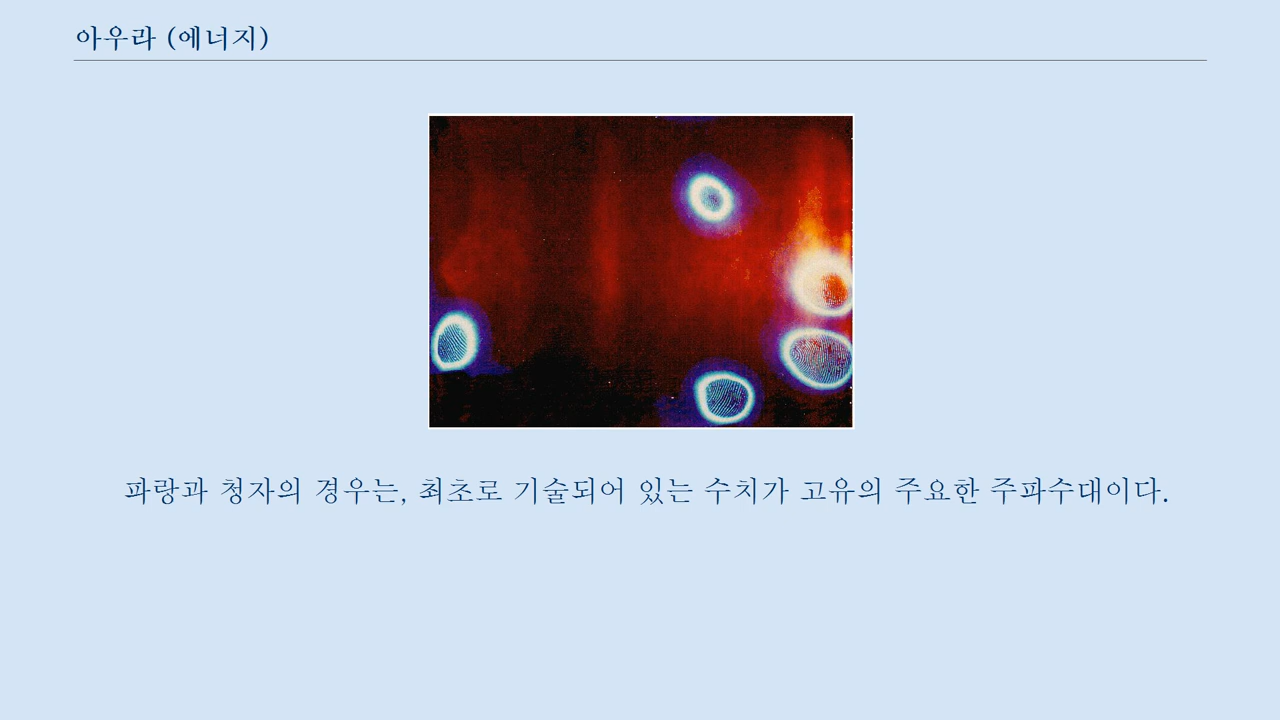 아우라 (에너지)
파랑과 청자의 경우는, 최초로 기술되어 있는 수치가 고유의 주요한 주파수대이다.